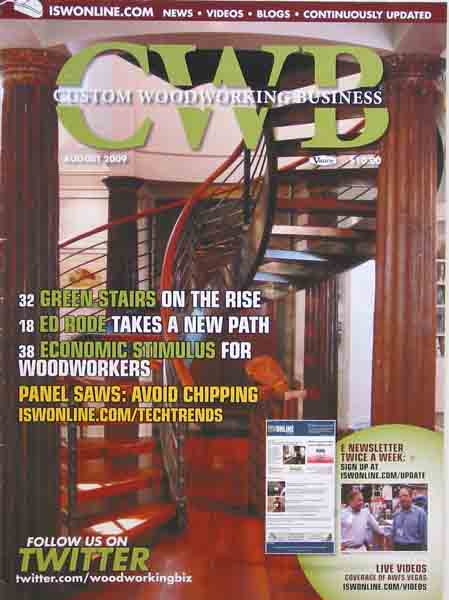 ISWONLINE.COM NEWS • VIDEOS • BLOGS • CONTINUOUSLY UPDATED
CWB
CUSTOM WOODWORKING BUSINESS
AUGUST 2009
Vance
$10.00
32 GREEN STAIRS ON THE RISE
18 ED RODE TAKES A NEW PATH
38 ECONOMIC STIMULUS FOR
WOODWORKERS
PANEL SAWS: AVOID CHIPPING
ISWONLINE.COM/TECHTRENDS
ISWONLINE
E NEWSLETTER
TWICE A WEEK:
SIGN UP AT
ISWONLINE.COM/UPDATE
FOLLOW US ON
TWITTER
twitter.com/woodworkingbiz
LIVE VIDEOS
COVERAGE OF AWFS VEGAS
ISWONLINE.COM/VIDEOS